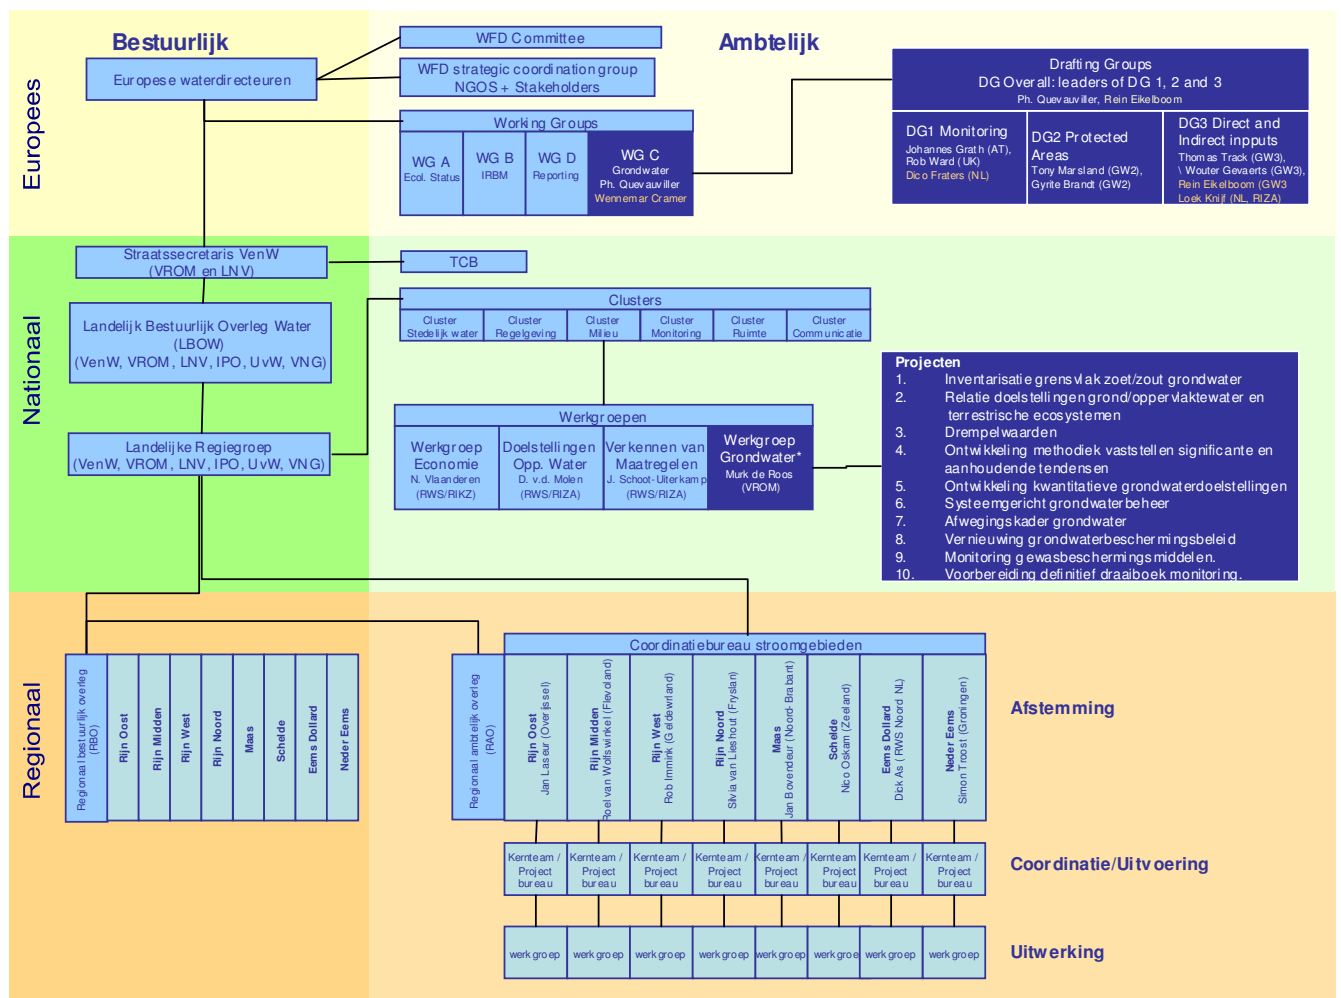 Bestuurlijk
Ambtelijk
Europees
Europese waterdirecteuren
WFD Committee
WFD strategic coordination group
NGOS + Stakeholders
Working Groups
WG A
Ecol. Status
WG B
IRBM
WG D
Reporting
WG C
Grondwater
Ph. Quevauviller
Wennemar Cramer
Drafting Groups
DG Overall: leaders of DG 1, 2 and 3
Ph. Quevauviller, Rein Eikelboom
DG1 Monitoring
Johannes Grath (AT),
Rob Ward (UK)
Dico Fraters (NL)
DG2 Protected
Areas
Tony Marsland (GW2),
Gyrite Brandt (GW2)
DG3 Direct and
Indirect inpputs
Thomas Track (GW3),
\ Wouter Gevaerts (GW3),
Rein Eikelboom (GW3
Loek Knijf (NL, RIZA)
Nationaal
Straatssecretaris VenW
(VROM en LNV)
TCB
Landelijk Bestuurlijk Overleg Water
(LBOW)
(VenW, VROM, LNV, IPO, UvW, VNG)
Landelijke Regiegroep
(VenW, VROM, LNV, IPO, UvW, VNG)
Clusters
Cluster
Stedelijk water
Cluster
Regelgeving
Cluster
Milieu
Cluster
Monitoring
Cluster
Ruimte
Cluster
Communicatie
Werkgroepen
Werkgroep
Economie
N. Vlaanderen
(RWS/RIKZ)
Doelstellingen
Opp. Water
D. v.d. Molen
(RWS/RIZA)
Verkennen van
Maatregelen
J. Schoot-Uiterkamp
(RWS/RIZA)
Werkgroep
Grondwater*
Murk de Roos
(VROM)
Projecten
1. Inventarisatie grensvlak zoet/zout grondwater
2. Relatie doelstellingen grond/oppervlaktewater en
terrestrische ecosystemen
3. Drempelwaarden
4. Ontwikkeling methodiek vaststellen significante en
aanhoudende tendensen
5. Ontwikkeling kwantitatieve grondwaterdoelstellingen
6. Systeemgericht grondwaterbeheer
7. Afwegingskader grondwater
8. Vernieuwing grondwaterbeschermingsbeleid
9. Monitoring gewasbeschermingsmiddelen.
10. Voorbereiding definitief draaiboek monitoring.
Regionaal
Regionaal bestuurlijk overleg
(RBO)
Rijn Oost
Rijn Midden
Rijn West
Rijn Noord
Maas
Schelde
Eems Dollard
Neder Eems
Regionaal ambtelijk overleg
(RAO)
Coordinatiebureau stroomgebieden
Rijn Oost
Jan Laseur (Overijssel)
Rijn Midden
Roel van Wolfswinkel (Flevoland)
Rijn West
Rob Immink (Geldewrland)
Rijn Noord
Silvia van Lieshout (Fryslan)
Maas
Jan Bovendeur (Noord-Brabant)
Schelde
Nico Oskam (Zeeland)
Eems Dollard
Dick As ( RWS Noord NL)
Neder Eems
Simon Troost (Groningen)
Afstemming
Kernteam /
Project
bureau
Kernteam /
Project
bureau
Kernteam /
Project
bureau
Kernteam /
Project
bureau
Kernteam /
Project
bureau
Kernteam
Project
bureau
Kernteam /
Project
bureau
Kernteam /
Project
bureau
Coordinatie/Uitvoering
werkgroep
werkgroep
werkgroep
werkgroep
werkgroep
werkgroep
werkgroep
werkgroep
Uitwerking